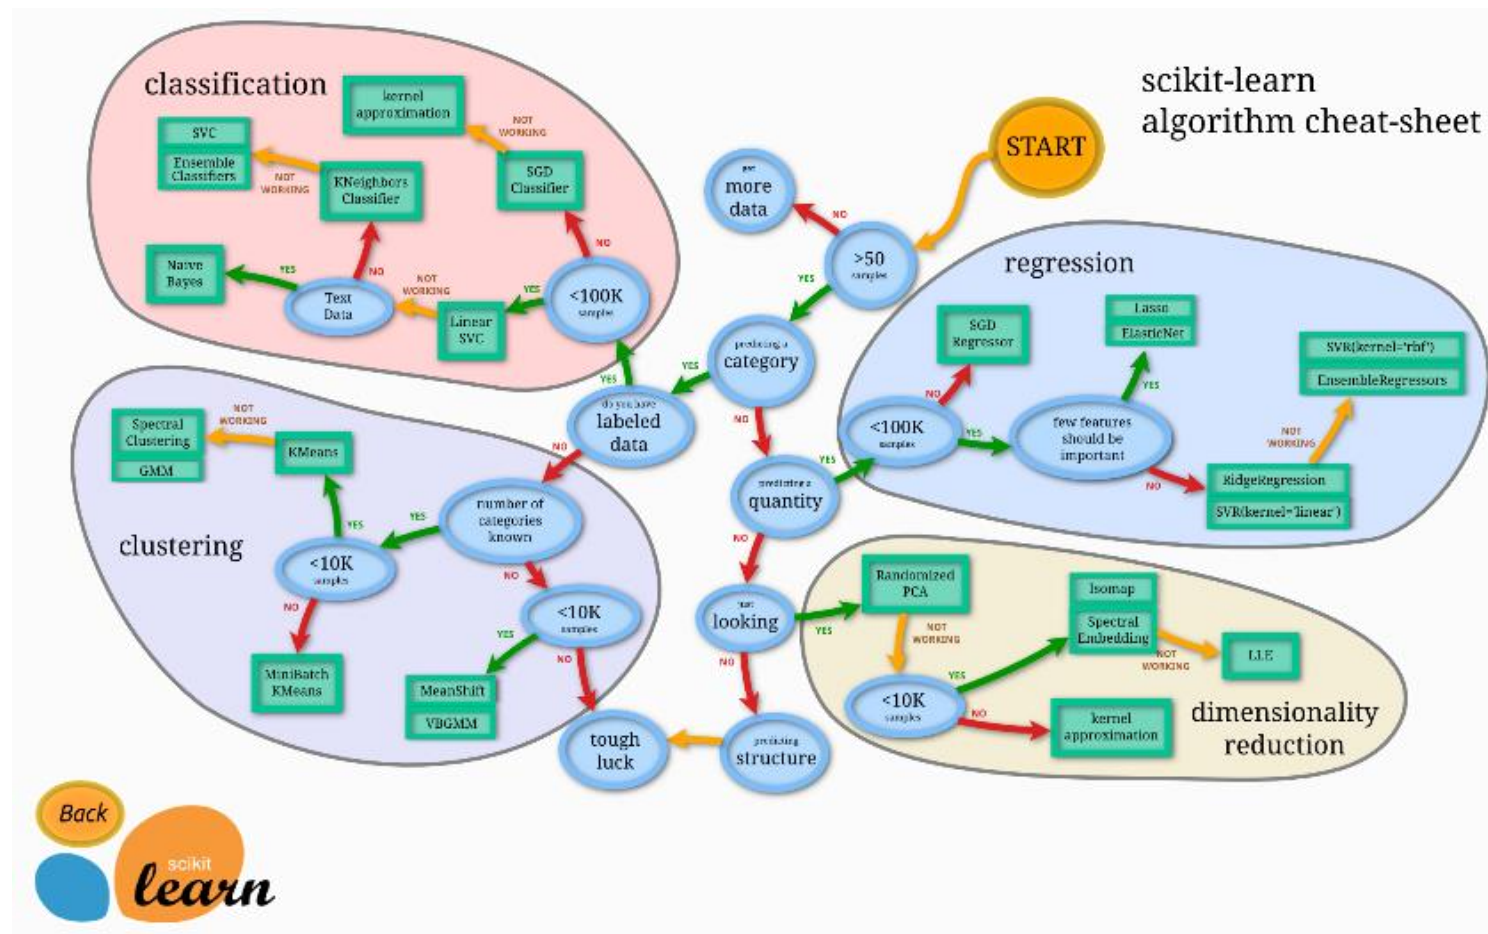 scikit-learn
algorithm cheat-sheet
START
classification
kernel
approximation
NOT
WORKING
SVC
Ensemble
Classifiers
NOT
WORKING
KNeighbors
Classifier
SGD
Classifier
NO
Naive
Bayes
YES
Text
Data
NO
NOT
WORKING
Linear
SVC
YES
<100K
samples
YES
get
more
data
NO
>50
samples
YES
predicting a
category
YES
NO
do you have
labeled
data
NO
predicting a
quantity
YES
NO
just
looking
YES
NO
predicting
structure
tough
luck
regression
SGD
Regressor
NO
<100K
samples
YES
Lasso
ElasticNet
YES
few features
should be
important
NO
SVR(kernel="rbf")
EnsembleRegressors
NOT
WORKING
RidgeRegression
SVR(kernel="linear")
clustering
Spectral
Clustering
GMM
NOT
WORKING
KMeans
YES
<10K
samples
YES
number of
categories
known
NO
NO
MiniBatch
KMeans
<10K
samples
YES
NO
MeanShift
VBGMM
dimensionality
reduction
Randomized
PCA
NOT
WORKING
<10K
samples
YES
Isomap
Spectral
Embedding
NOT
WORKING
LLE
NO
kernel
approximation
Back
scikit
learn